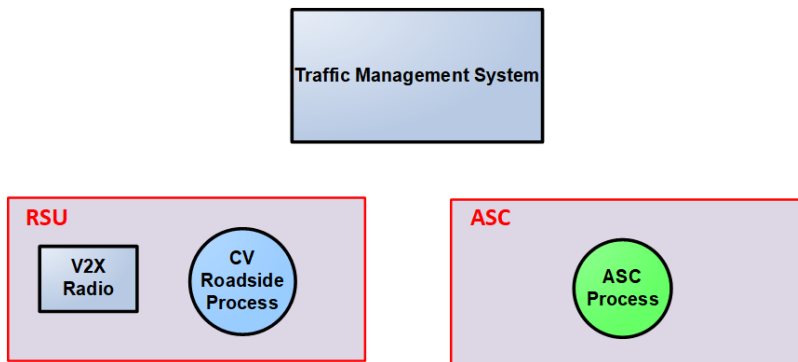 Traffic Management System
RSU
V2X
Radio
CV
Roadside
Process
ASC
ASC
Process